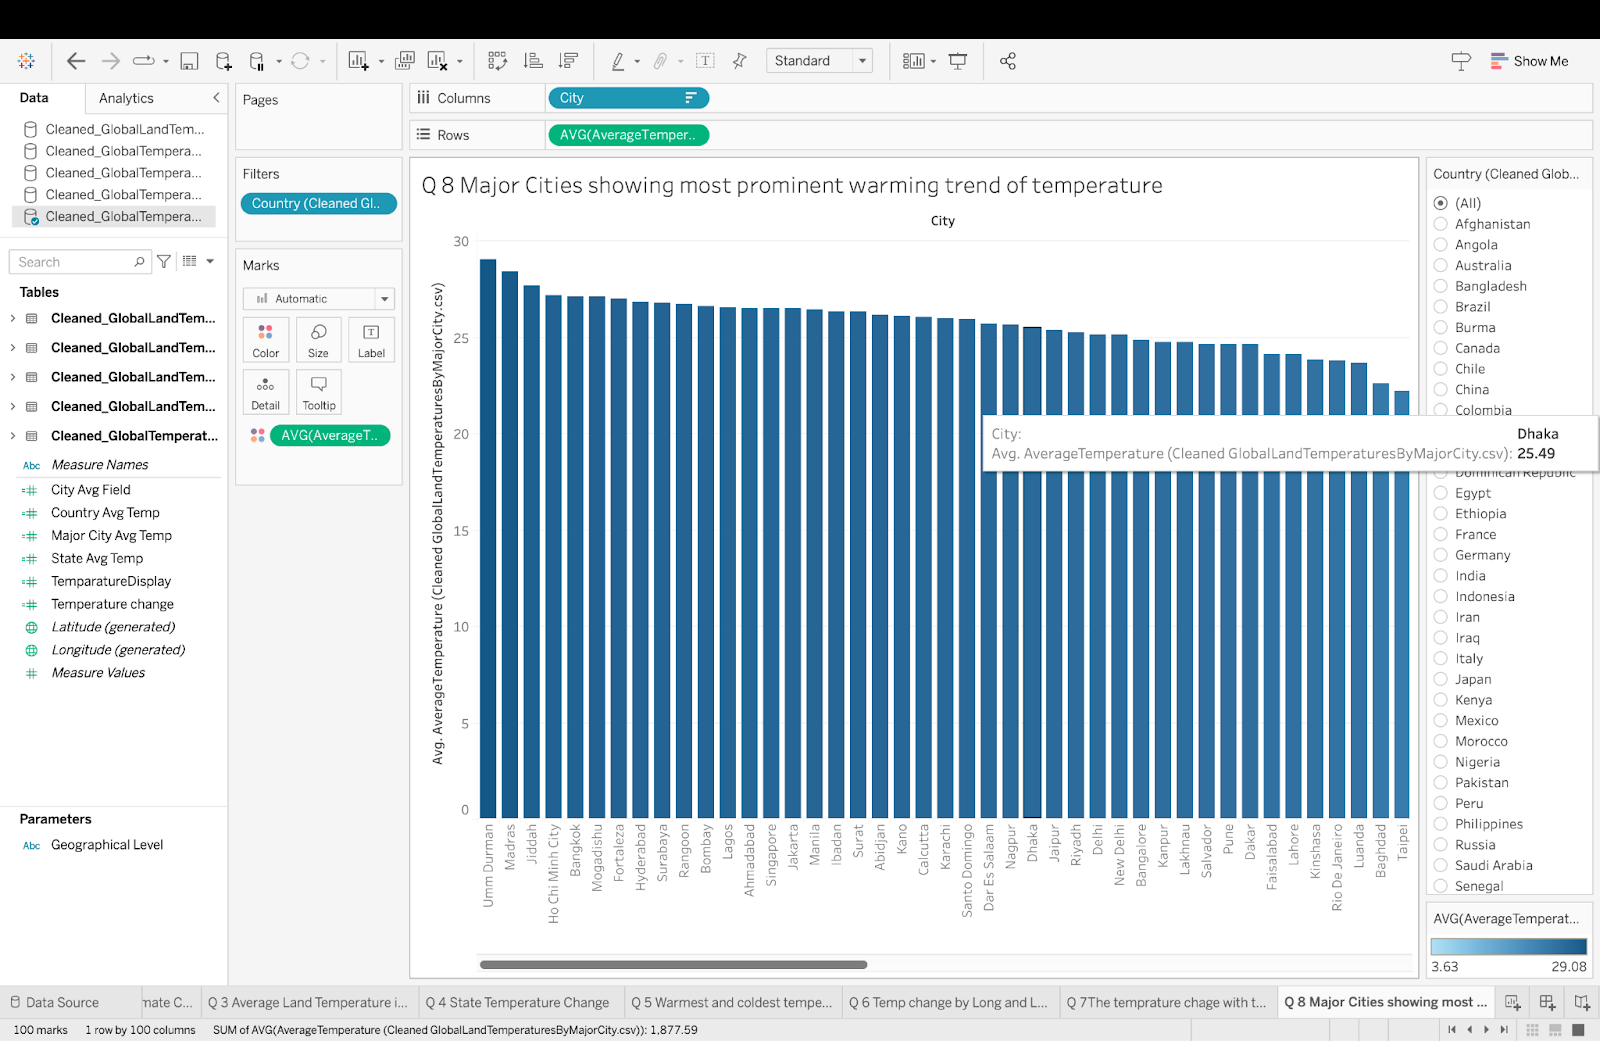 Standard
Show Me
Data
Analytics
Cleaned_GlobalLandTem...
Cleaned_GlobalTempera...
Cleaned_GlobalTempera...
Cleaned_GlobalTempera...
Cleaned_GlobalTempera...
Search
Tables
Cleaned_GlobalLandTem...
Cleaned_GlobalLandTem...
Cleaned_GlobalLandTem...
Cleaned_GlobalLandTem...
Cleaned_GlobalTemperat...
Abc Measure Names
City Avg Field
Country Avg Temp
Major City Avg Temp
State Avg Temp
TemparatureDisplay
Temperature change
Latitude (generated)
Longitude (generated)
Measure Values
Parameters
Abc Geographical Level
Pages
Filters
Country (Cleaned Gl..
Marks
Automatic
Color
Size
Label
Detail
Tooltip
AVG(AverageT..
Columns
City
Rows
AVG(AverageTemper..
Q 8 Major Cities showing most prominent warming trend of temperature
City
Avg. AverageTemperature (Cleaned GlobalLandTemperaturesByMajorCity.csv)
30
25
20
15
10
5
0
Umm Durman
Madras
Jiddah
Ho Chi Minh City
Bangkok
Mogadishu
Fortaleza
Hyderabad
Surabaya
Rangoon
Bombay
Lagos
Ahmadabad
Singapore
Jakarta
Manila
Ibadan
Surat
Abidjan
Kano
Calcutta
Karachi
Santo Domingo
Dar Es Salaam
Nagpur
Dhaka
Jaipur
Riyadh
Delhi
New Delhi
Bangalore
Kanpur
Lakhnau
Salvador
Pune
Dakar
Faisalabad
Lahore
Kinshasa
Rio De Janeiro
Luanda
Baghdad
Taipei
City: Dhaka
Avg. AverageTemperature (Cleaned GlobalLandTemperaturesByMajorCity.csv): 25.49
Country (Cleaned Glob...
(All)
Afghanistan
Angola
Australia
Bangladesh
Brazil
Burma
Canada
Chile
China
Colombia
Dominican Republic
Egypt
Ethiopia
France
Germany
India
Indonesia
Iran
Iraq
Italy
Japan
Kenya
Mexico
Morocco
Nigeria
Pakistan
Peru
Philippines
Russia
Saudi Arabia
Senegal
AVG(AverageTemperat...
3.63 29.08
Data Source
mate C...
Q 3 Average Land Temperature i...
Q 4 State Temperature Change
Q 5 Warmest and coldest tempe...
Q 6 Temp change by Long and L...
Q 7The temprature chage with t...
Q 8 Major Cities showing most ...
100 marks
1 row by 100 columns
SUM of AVG(AverageTemperature (Cleaned GlobalLandTemperaturesByMajorCity.csv)): 1,877.59